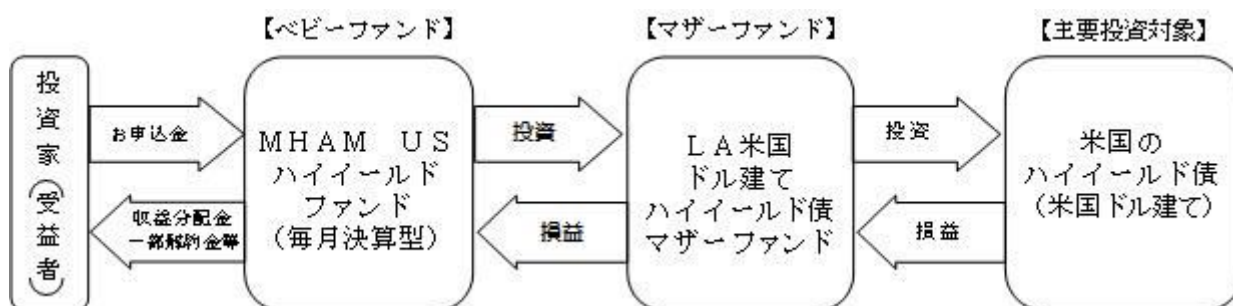 【ベビーファンド】
【マザーファンド】
【主要投資対象】
投資家（受益者）
お申込金
収益分配金
一部解約金等
ＭＨＡＭ ＵＳ
ハイイールド
ファンド
（毎月決算型）
投資
損益
ＬＡ米国
ドル建て
ハイイールド債
マザーファンド
投資
損益
米国の
ハイイールド債
（米国ドル建て）